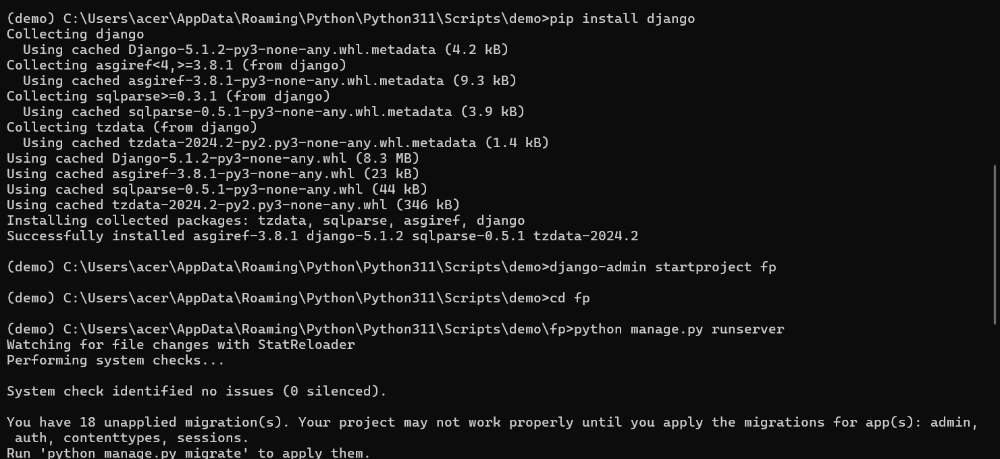 (demo) C:\Users\acer\AppData\Roaming\Python\Python311\Scripts\demo>pip install django
Collecting django
  Using cached Django-5.1.2-py3-none-any.whl.metadata (4.2 kB)
Collecting asgiref<4,>=3.8.1 (from django)
  Using cached asgiref-3.8.1-py3-none-any.whl.metadata (9.3 kB)
Collecting sqlparse>=0.3.1 (from django)
  Using cached sqlparse-0.5.1-py3-none-any.whl.metadata (3.9 kB)
Collecting tzdata (from django)
  Using cached tzdata-2024.2-py2.py3-none-any.whl.metadata (1.4 kB)
Using cached Django-5.1.2-py3-none-any.whl (8.3 MB)
Using cached asgiref-3.8.1-py3-none-any.whl (23 kB)
Using cached sqlparse-0.5.1-py3-none-any.whl (44 kB)
Using cached tzdata-2024.2-py2.py3-none-any.whl (346 kB)
Installing collected packages: tzdata, sqlparse, asgiref, django
Successfully installed asgiref-3.8.1 django-5.1.2 sqlparse-0.5.1 tzdata-2024.2

(demo) C:\Users\acer\AppData\Roaming\Python\Python311\Scripts\demo>django-admin startproject fp

(demo) C:\Users\acer\AppData\Roaming\Python\Python311\Scripts\demo>cd fp

(demo) C:\Users\acer\AppData\Roaming\Python\Python311\Scripts\demo\fp>python manage.py runserver
Watching for file changes with StatReloader
Performing system checks...

System check identified no issues (0 silenced).

You have 18 unapplied migration(s). Your project may not work properly until you apply the migrations for app(s): admin,
 auth, contenttypes, sessions.
Run 'python manage.py migrate' to apply them.